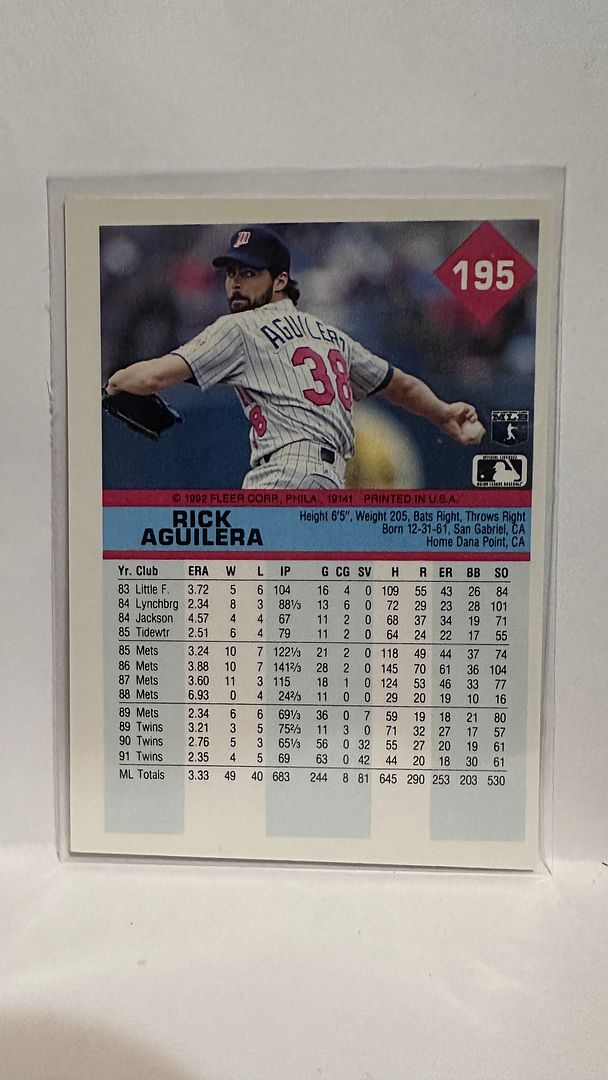 195
AGUILERA
38
8
MLB
OFFICIAL LICENSEE
MAJOR LEAGUE BASEBALL
© 1992 FLEER CORP., PHILA., 19141 PRINTED IN U.S.A.
RICK
AGUILERA
Height 6'5", Weight 205, Bats Right, Throws Right
Born 12-31-61, San Gabriel, CA
Home Dana Point, CA
Yr. Club ERA W L IP G CG SV H R ER BB SO
83 Little F. 3.72 5 6 104 16 4 0 109 55 43 26 84
84 Lynchbrg 2.34 8 3 88⅓ 13 6 0 72 29 23 28 101
84 Jackson 4.57 4 4 67 11 2 0 68 37 34 19 71
85 Tidewtr 2.51 6 4 79 11 2 0 64 24 22 17 55
85 Mets 3.24 10 7 122⅓ 21 2 0 118 49 44 37 74
86 Mets 3.88 10 7 141⅔ 28 2 0 145 70 61 36 104
87 Mets 3.60 11 3 115 18 1 0 124 53 46 33 77
88 Mets 6.93 0 4 24⅔ 11 0 0 29 20 19 10 16
89 Mets 2.34 6 6 69⅓ 36 0 7 59 19 18 21 80
89 Twins 3.21 3 5 75⅔ 11 3 0 71 32 27 17 57
90 Twins 2.76 5 3 65⅓ 56 0 32 55 27 20 19 61
91 Twins 2.35 4 5 69 63 0 42 44 20 18 30 61
ML Totals 3.33 49 40 683 244 8 81 645 290 253 203 530